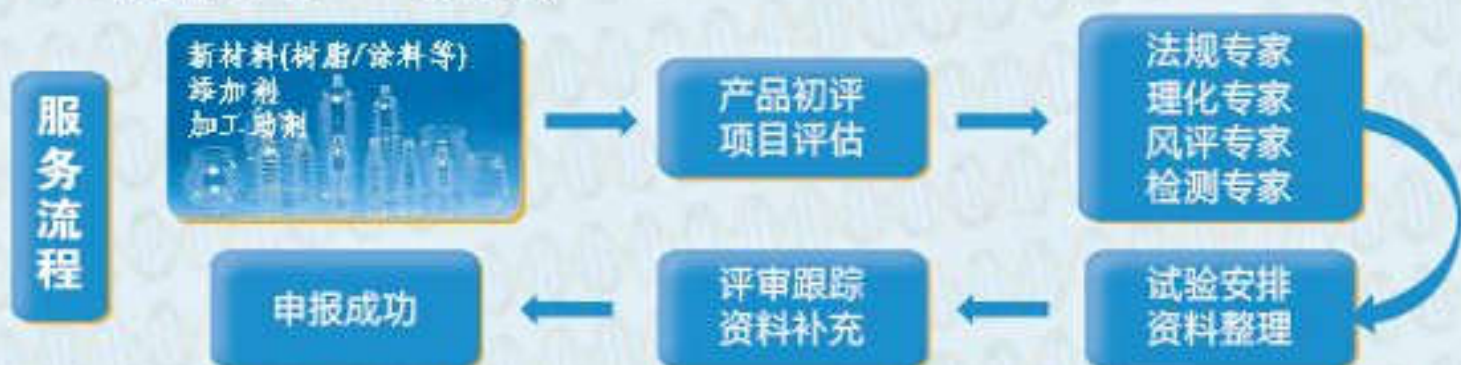 服务流程
新材料(树脂/涂料等)
添加剂
加工助剂
产品初评
项目评估
法规专家
理化专家
风评专家
检测专家
试验安排
资料整理
评审跟踪
资料补充
申报成功